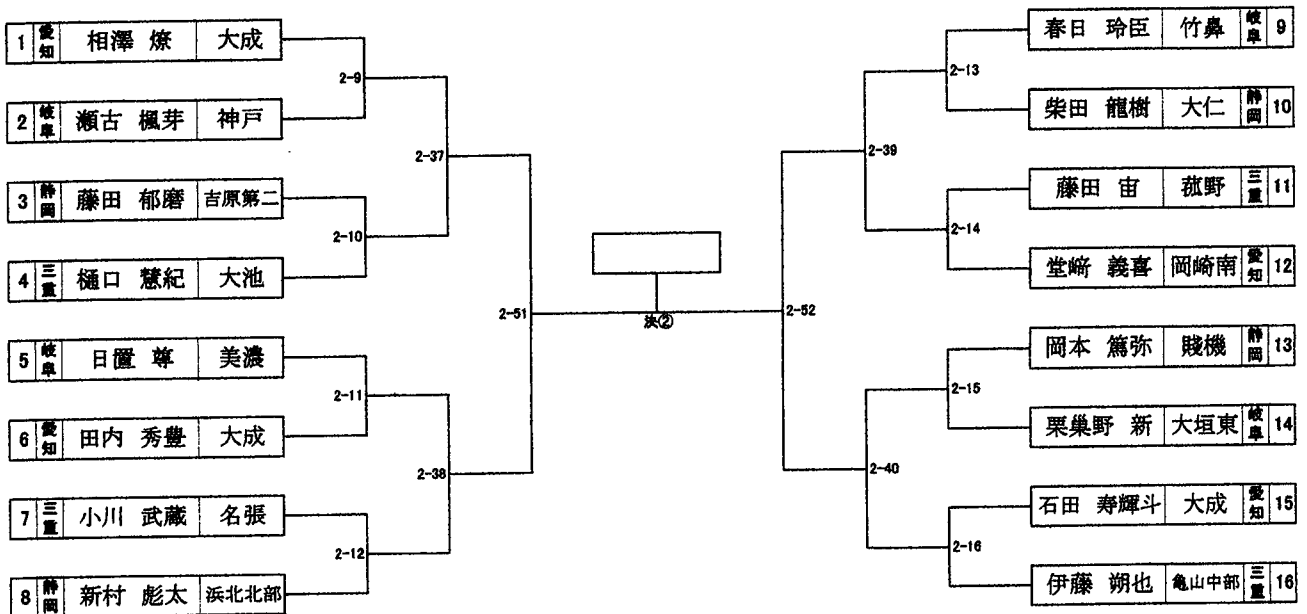 1 愛知 相澤 燎 大成
2-9
2 岐阜 瀬古 楓芽 神戸
2-37
3 静岡 藤田 郁磨 吉原第二
2-10
4 三重 樋口 慧紀 大池
2-51
5 岐阜 日置 尊 美濃
2-11
6 愛知 田内 秀豊 大成
2-38
7 三重 小川 武蔵 名張
2-12
8 静岡 新村 彪太 浜北北部
決②
春日 玲臣 竹鼻 岐阜 9
2-13
柴田 龍樹 大仁 静岡 10
2-39
藤田 宙 菰野 三重 11
2-14
堂﨑 義喜 岡崎南 愛知 12
2-52
岡本 篤弥 賤機 静岡 13
2-15
栗巣野 新 大垣東 岐阜 14
2-40
石田 寿輝斗 大成 愛知 15
2-16
伊藤 朔也 亀山中部 三重 16